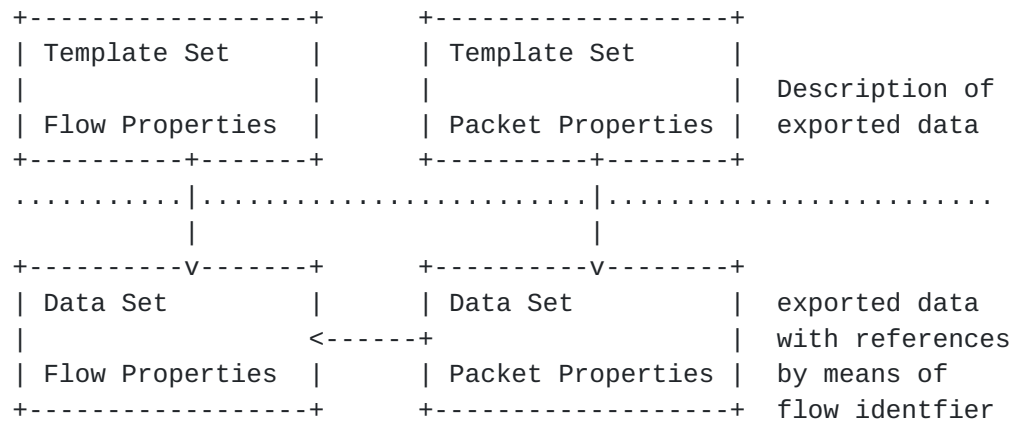 Template Set Template Set
Description of
Flow Properties Packet Properties exported data
Data Set Data Set exported data
with references
Flow Properties Packet Properties by means of
flow identfier